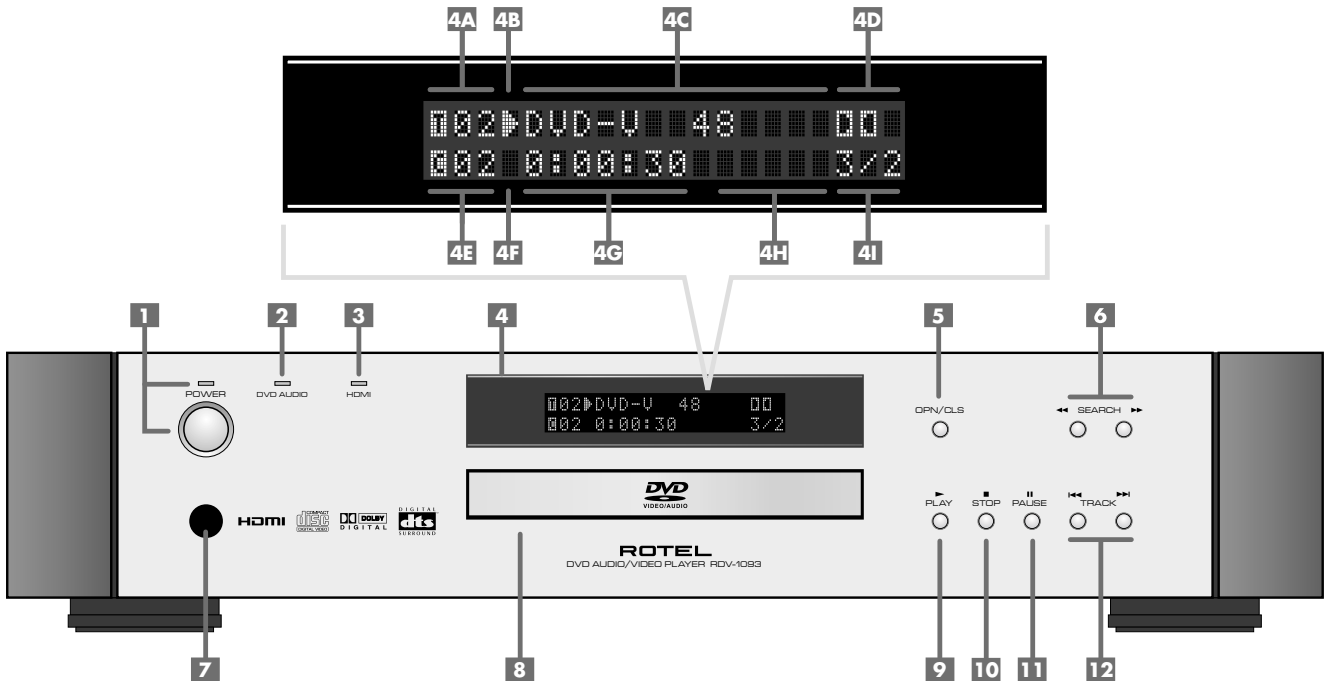 4A 4B 4C 4D
T02 DVD-V 48 DD
C02 0:00:30 3/2
4E 4F 4G 4H 4I
1 2 3 4 5 6
POWER DVD AUDIO HDMI
T02 DVD-V 48 DD
C02 0:00:30 3/2
OPN/CLS SEARCH
DVD
VIDEO/AUDIO
PLAY STOP PAUSE TRACK
HDMI
COMPACT
disc
DIGITAL VIDEO
DOLBY
DIGITAL
DIGITAL
dts
SURROUND
ROTEL
DVD AUDIO/VIDEO PLAYER RDV-1093
7 8 9 10 11 12